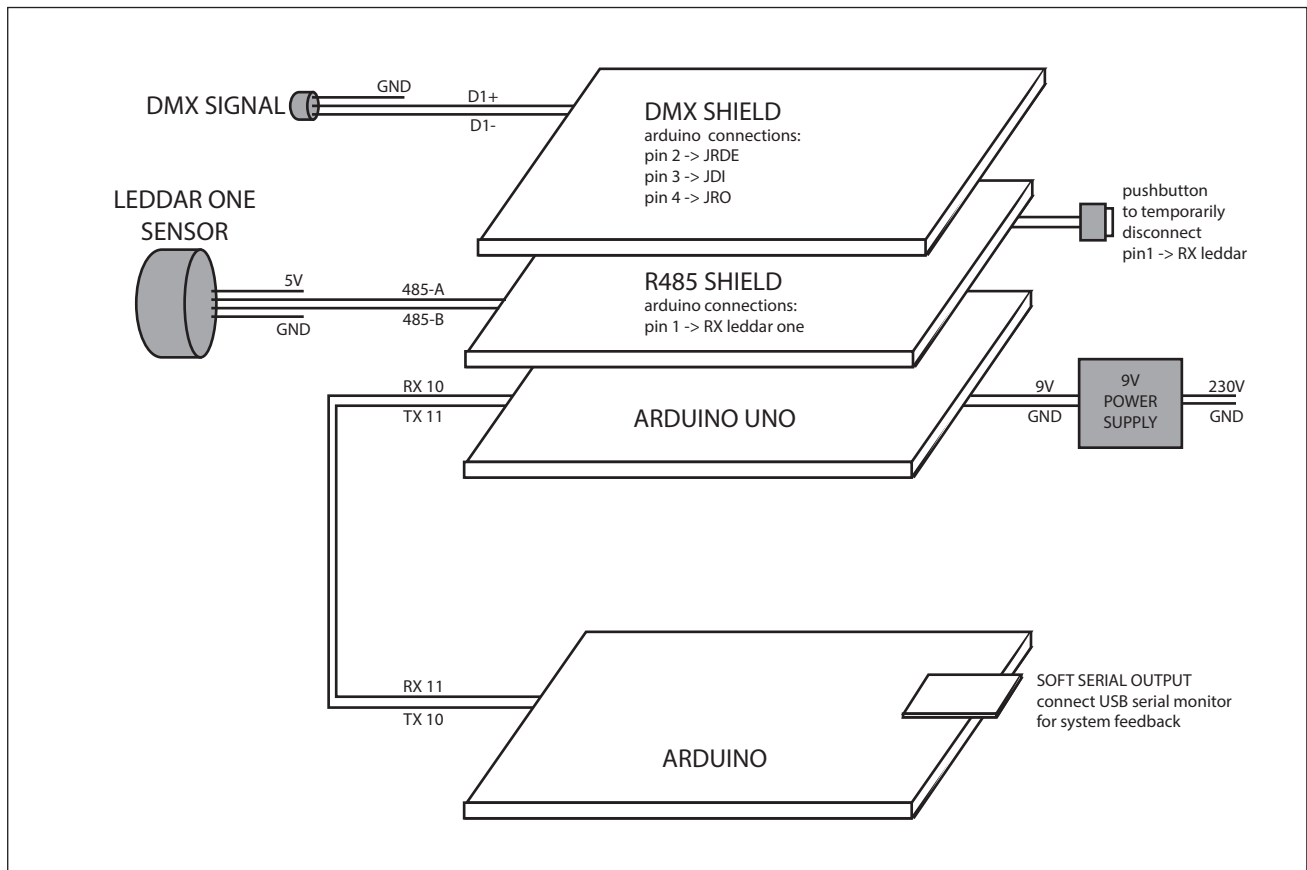 DMX SIGNAL
GND
D1+
D1-
DMX SHIELD
arduino connections:
pin 2 -> JRDE
pin 3 -> JDI
pin 4 -> JRO
LEDDAR ONE
SENSOR
5V
GND
485-A
485-B
R485 SHIELD
arduino connections:
pin 1 -> RX leddar one
pushbutton
to temporarily
disconnect
pin1 -> RX leddar
RX 10
TX 11
ARDUINO UNO
9V
GND
9V
POWER
SUPPLY
230V
GND
RX 11
TX 10
ARDUINO
SOFT SERIAL OUTPUT
connect USB serial monitor
for system feedback